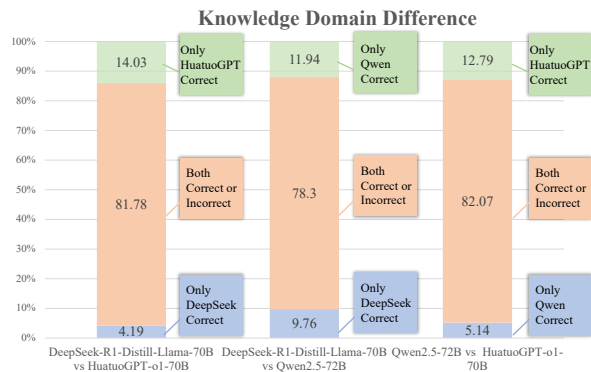 Knowledge Domain Difference
100%
90%
80%
70%
60%
50%
40%
30%
20%
10%
0%
14.03
81.78
4.19
Only
HuatuoGPT
Correct
Both
Correct or
Incorrect
Only
DeepSeek
Correct
11.94
78.3
9.76
Only
Qwen
Correct
Both
Correct or
Incorrect
Only
DeepSeek
Correct
12.79
82.07
5.14
Only
HuatuoGPT
Correct
Both
Correct or
Incorrect
Only
Qwen
Correct
DeepSeek-R1-Distill-Llama-70B
vs HuatuoGPT-o1-70B
DeepSeek-R1-Distill-Llama-70B
vs Qwen2.5-72B
Qwen2.5-72B vs HuatuoGPT-o1-
70B